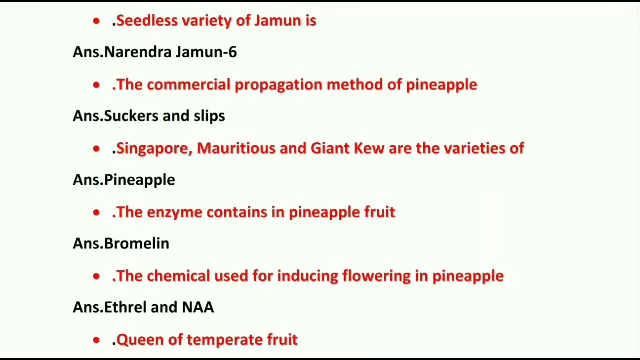 • .Seedless variety of Jamun is
Ans.Narendra Jamun-6
• .The commercial propagation method of pineapple
Ans.Suckers and slips
• .Singapore, Mauritious and Giant Kew are the varieties of
Ans.Pineapple
• .The enzyme contains in pineapple fruit
Ans.Bromelin
• .The chemical used for inducing flowering in pineapple
Ans.Ethrel and NAA
• .Queen of temperate fruit